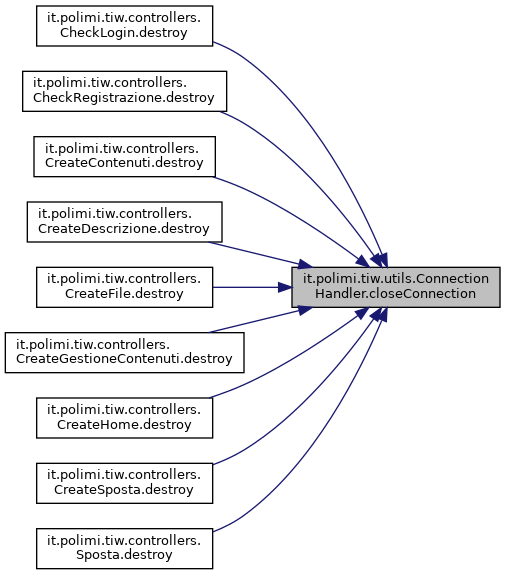 it.polimi.tiw.controllers.
CheckLogin.destroy
it.polimi.tiw.controllers.
CheckRegistrazione.destroy
it.polimi.tiw.controllers.
CreateContenuti.destroy
it.polimi.tiw.controllers.
CreateDescrizione.destroy
it.polimi.tiw.controllers.
CreateFile.destroy
it.polimi.tiw.controllers.
CreateGestioneContenuti.destroy
it.polimi.tiw.controllers.
CreateHome.destroy
it.polimi.tiw.controllers.
CreateSposta.destroy
it.polimi.tiw.controllers.
Sposta.destroy
it.polimi.tiw.utils.Connection
Handler.closeConnection